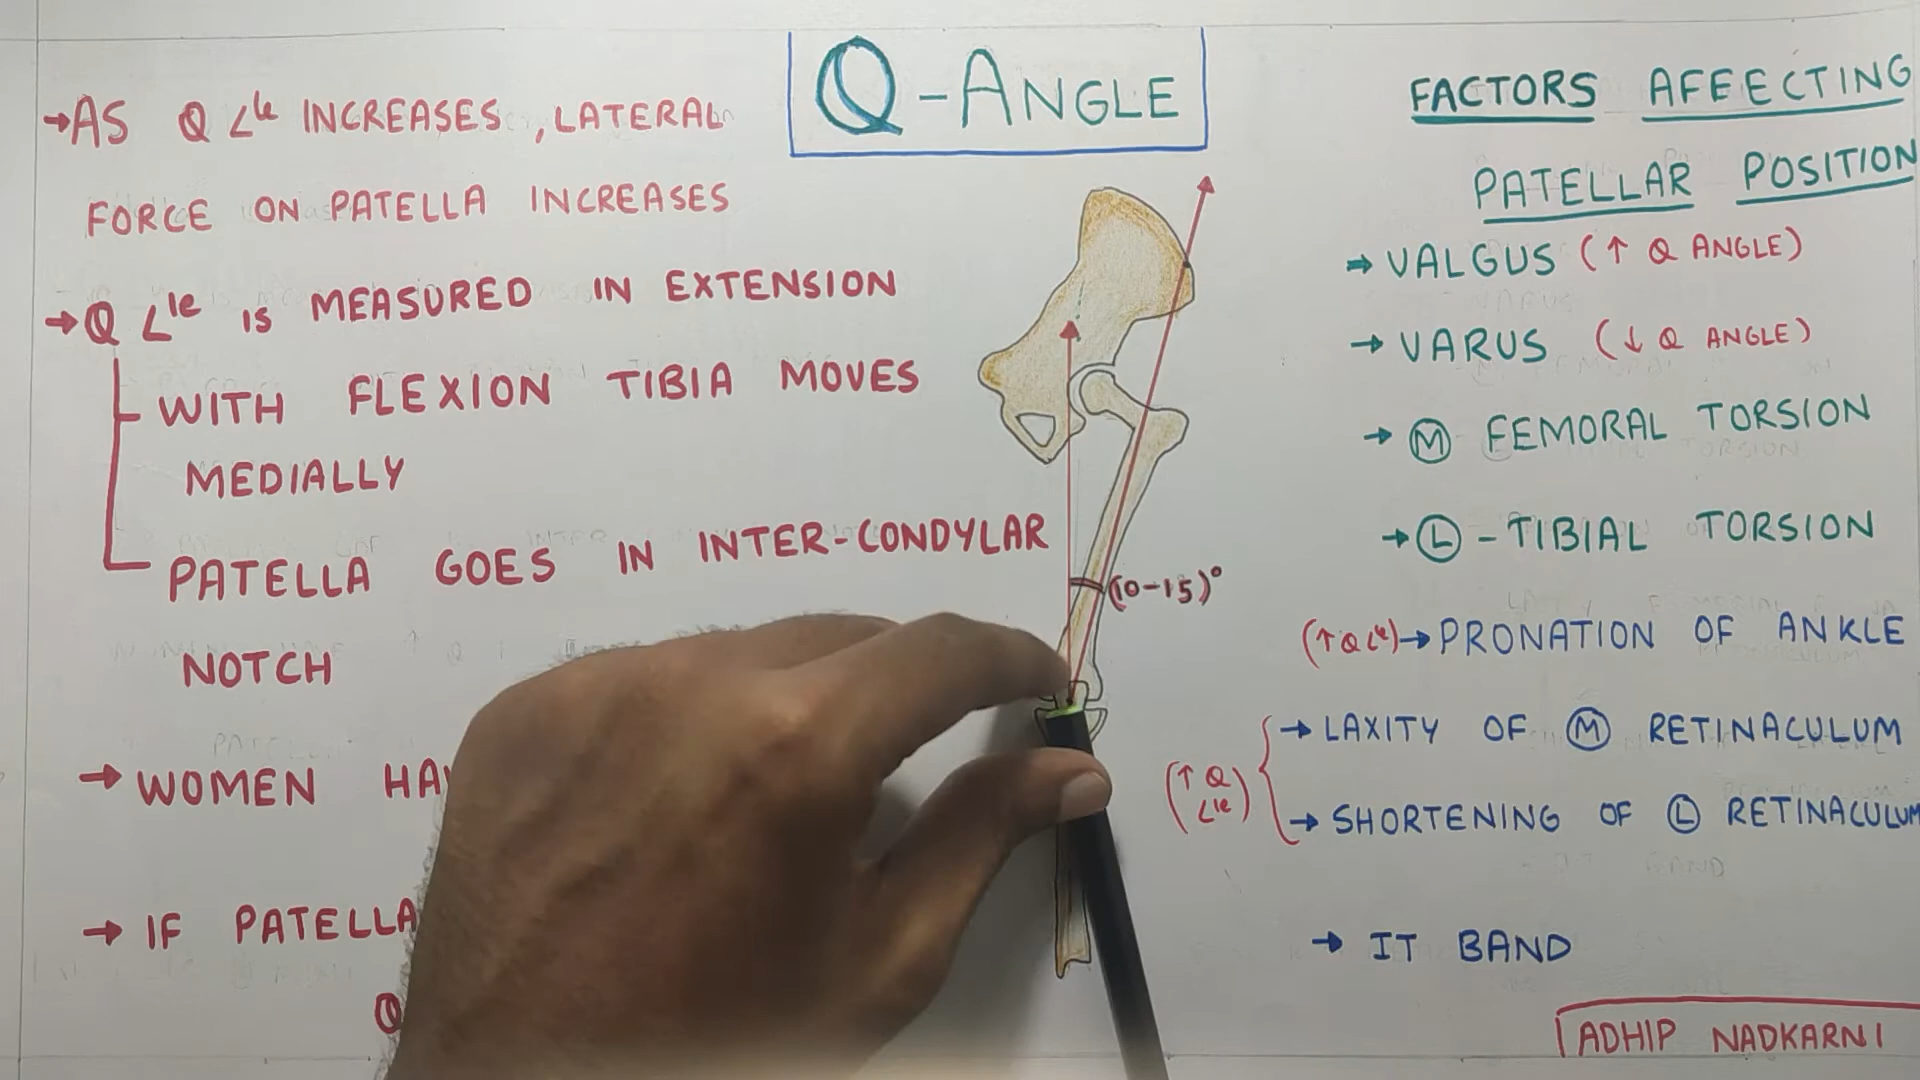 Q-ANGLE
→AS Q ∠le INCREASES, LATERAL
FORCE ON PATELLA INCREASES
→Q ∠le IS MEASURED IN EXTENSION
WITH FLEXION TIBIA MOVES
MEDIALLY
PATELLA GOES IN INTER-CONDYLAR
NOTCH
→WOMEN
→ IF PATELLA
Q
(10-15)°
FACTORS AFEECTING
PATELLAR POSITION
→ VALGUS (↑ Q ANGLE)
→ VARUS (↓ Q ANGLE)
→ Ⓜ FEMORAL TORSION
→ Ⓛ-TIBIAL TORSION
(↑Q∠le)→ PRONATION OF ANKLE
→ LAXITY OF Ⓜ RETINACULUM
(↑ Q
∠le)
→ SHORTENING OF Ⓛ RETINACULUM
→ IT BAND
ADHIP NADKARNI